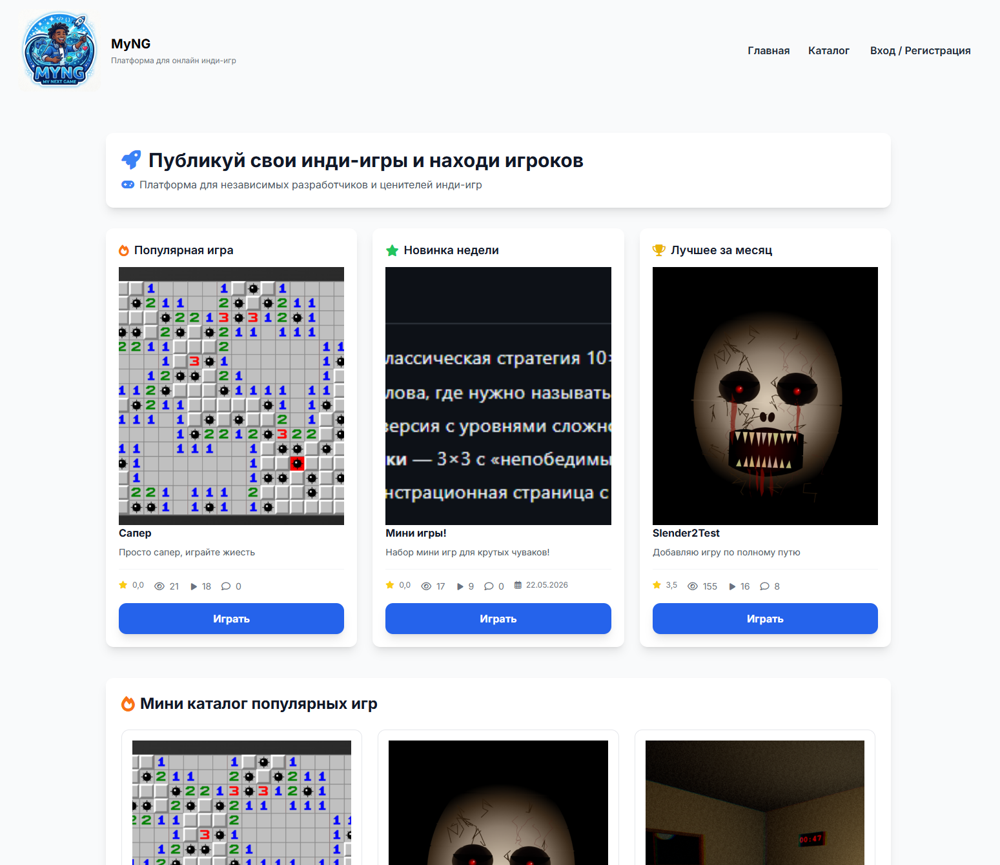 MYNG
MY NEXT GAME
MyNG
Платформа для онлайн инди-игр
Главная
Каталог
Вход / Регистрация
Публикуй свои инди-игры и находи игроков
Платформа для независимых разработчиков и ценителей инди-игр
Популярная игра
Новинка недели
Лучшее за месяц
лассическая стратегия 10
лова, где нужно называть
версия с уровнями сложно
ки — 3×3 с «непобедимы
нстрационная страница с
Сапер
Просто сапер, играйте жиесть
0,0 21 18 0
Играть
Мини игры!
Набор мини игр для крутых чуваков!
0,0 17 9 0 22.05.2026
Играть
Slender2Test
Добавляю игру по полному путю
3,5 155 16 8
Играть
Мини каталог популярных игр
00:47